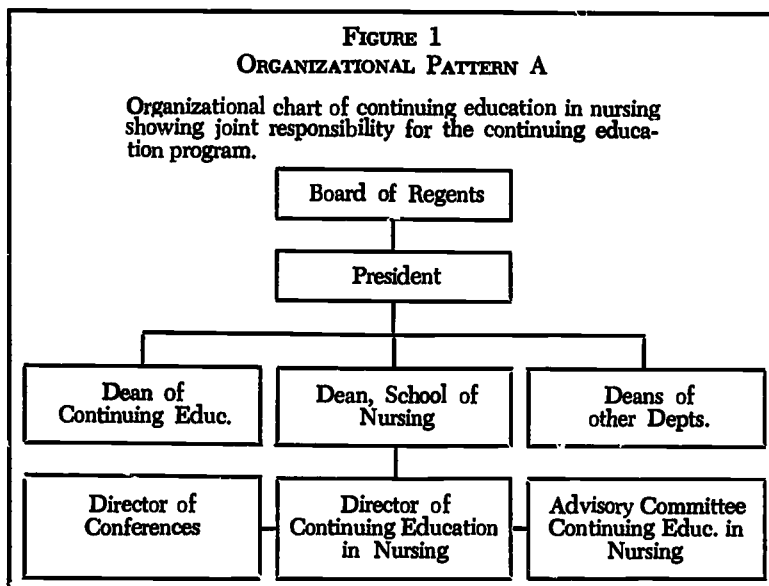 FIGURE 1
ORGANIZATIONAL PATTERN A
Organizational chart of continuing education in nursing
showing joint responsibility for the continuing educa-
tion program.
Board of Regents
President
Dean of
Continuing Educ.
Dean, School of
Nursing
Deans of
other Depts.
Director of
Conferences
Director of
Continuing Education
in Nursing
Advisory Committee
Continuing Educ. in
Nursing